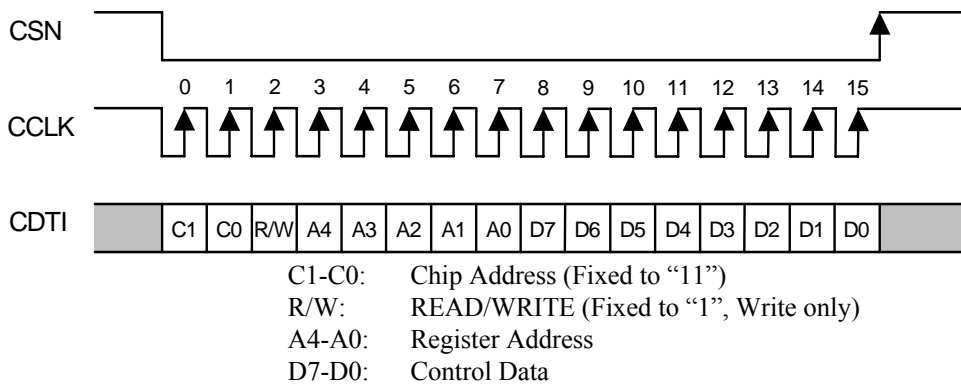 CSN
0 1 2 3 4 5 6 7 8 9 10 11 12 13 14 15
CCLK
CDTI C1 C0 R/W A4 A3 A2 A1 A0 D7 D6 D5 D4 D3 D2 D1 D0
C1-C0: Chip Address (Fixed to “11”)
R/W: READ/WRITE (Fixed to “1”, Write only)
A4-A0: Register Address
D7-D0: Control Data